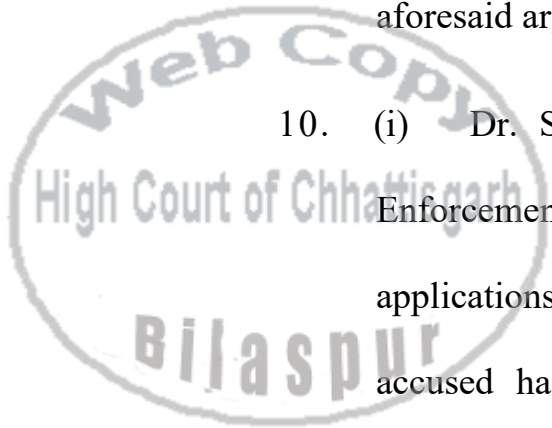 aforesaid ar
Web Copy
10. (i) Dr. S
High Court of Chhattisgarh
Enforcemen
applications
Bilaspur
accused ha